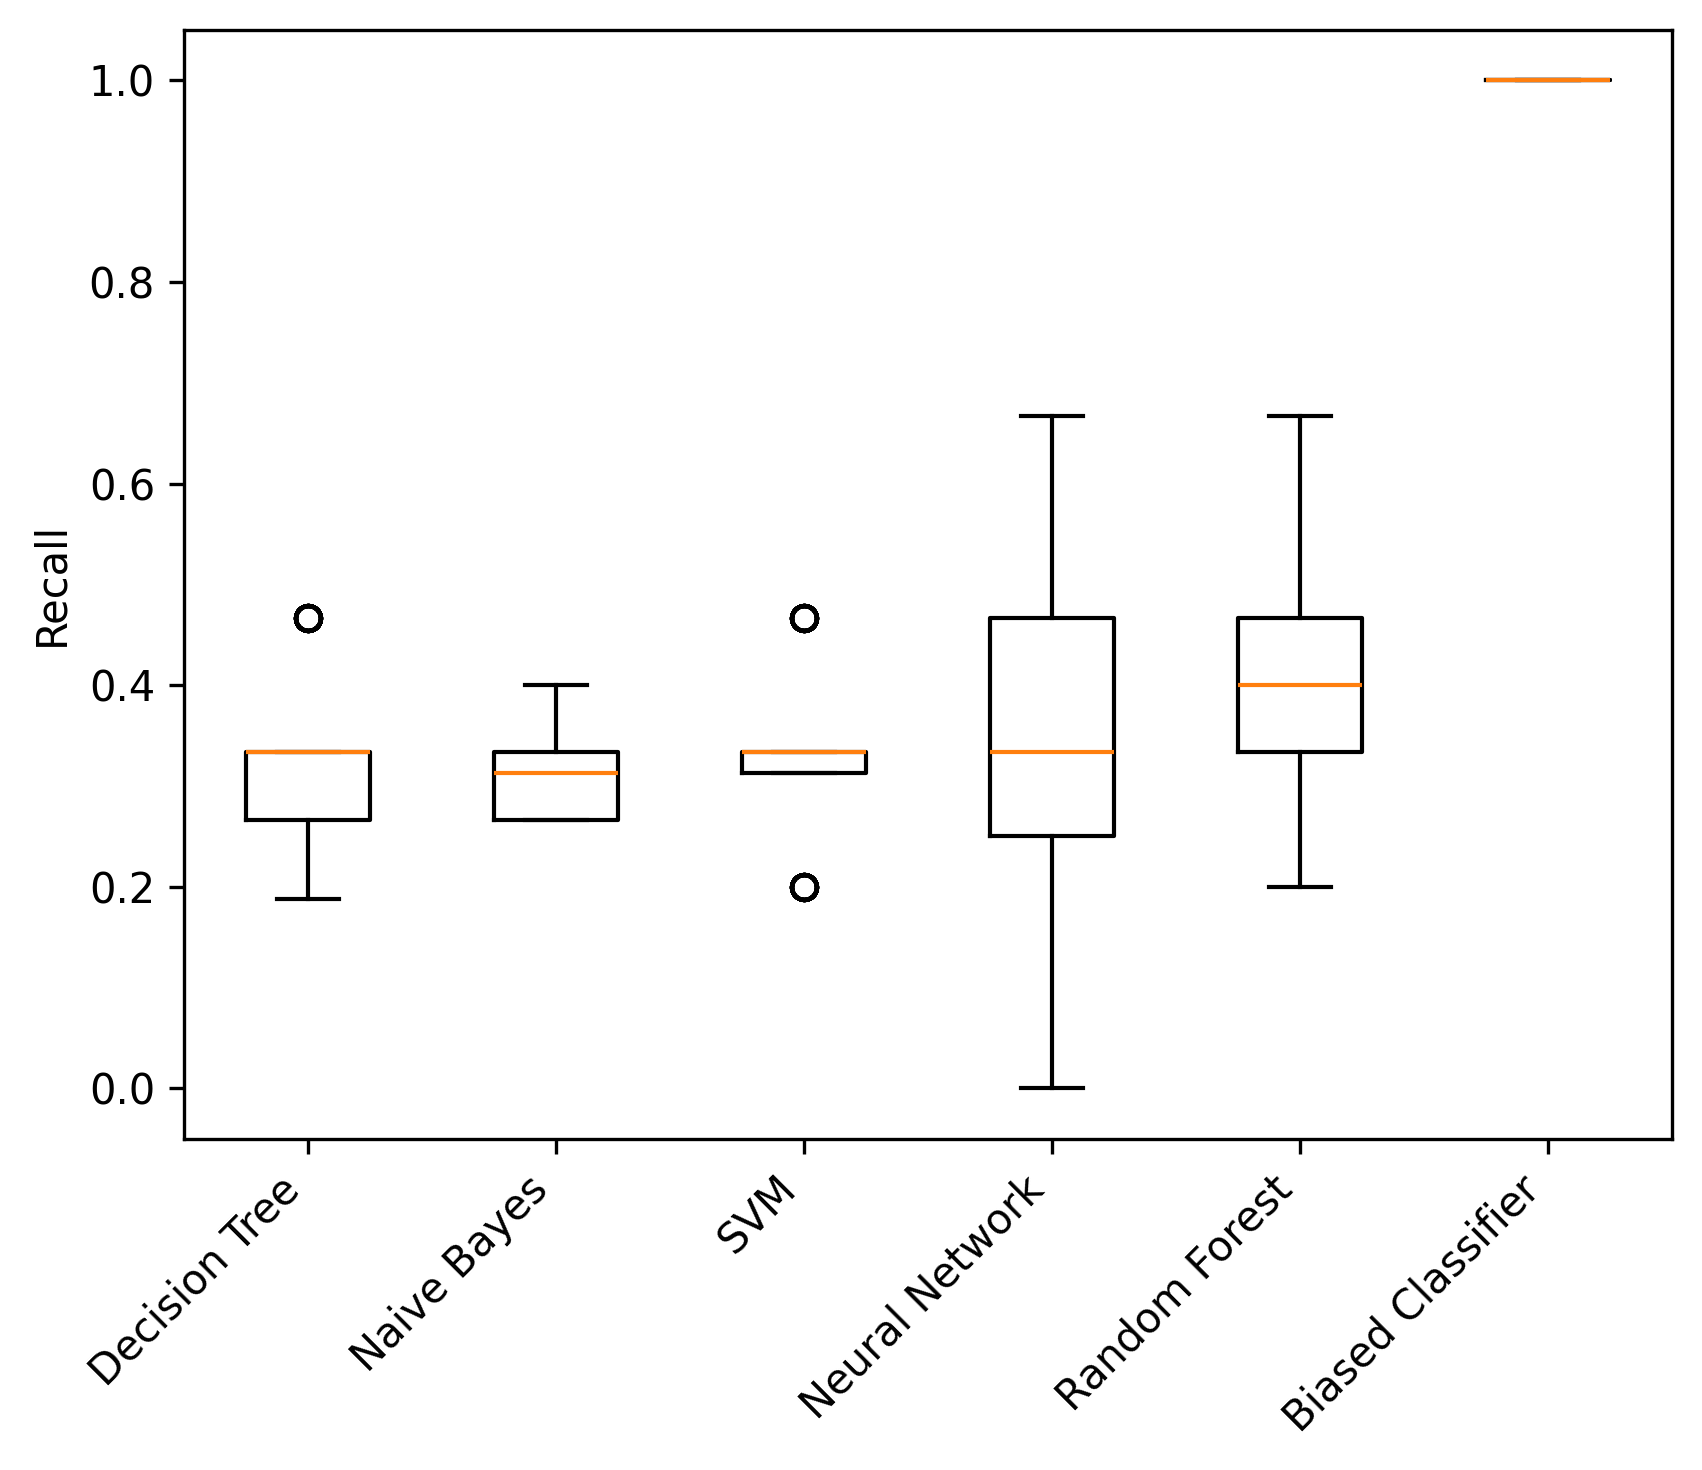 1.0
0.8
0.6
0.4
0.2
0.0
Recall
Decision Tree
Naive Bayes
SVM
Neural Network
Random Forest
Biased Classifier